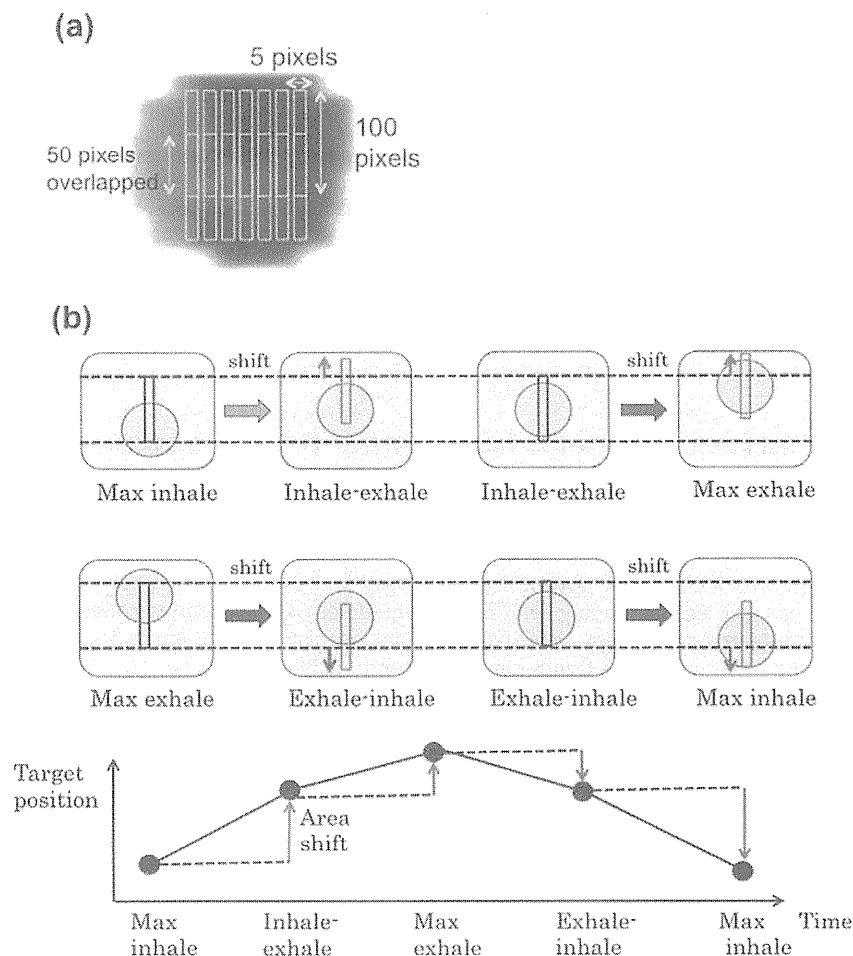 (a)
5 pixels
100
pixels
50 pixels
overlapped
(b)
shift
shift
Max inhale
Inhale-exhale
Inhale-exhale
Max exhale
shift
shift
Max exhale
Exhale-inhale
Exhale-inhale
Max inhale
Target
position
Area
shift
Max
inhale
Inhale-
exhale
Max
exhale
Exhale-
inhale
Max
inhale
Time